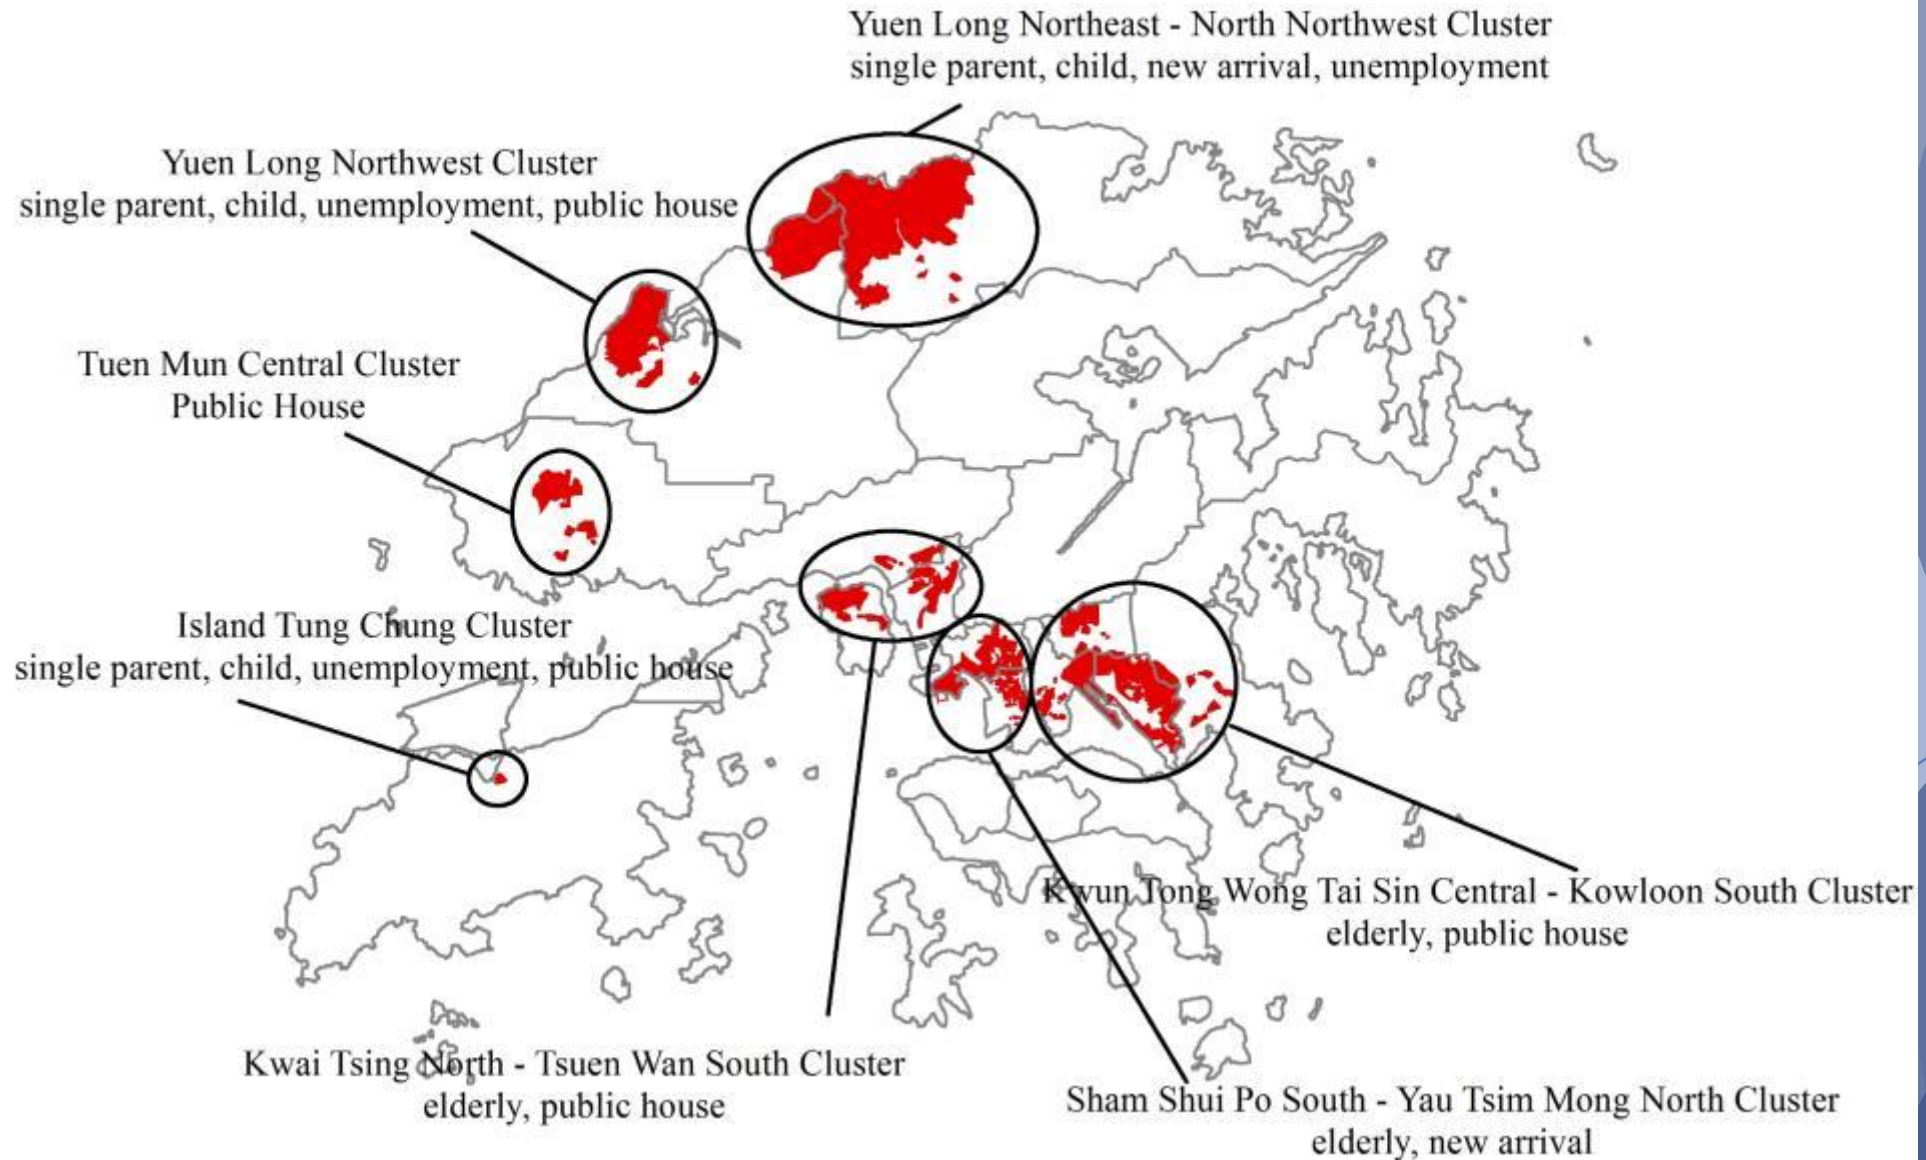 Yuen Long Northeast - North Northwest Cluster
single parent, child, new arrival, unemployment
Yuen Long Northwest Cluster
single parent, child, unemployment, public house
Tuen Mun Central Cluster
Public House
Island Tung Chung Cluster
single parent, child, unemployment, public house
Kwun Tong Wong Tai Sin Central - Kowloon South Cluster
elderly, public house
Kwai Tsing North - Tsuen Wan South Cluster
elderly, public house
Sham Shui Po South - Yau Tsim Mong North Cluster
elderly, new arrival